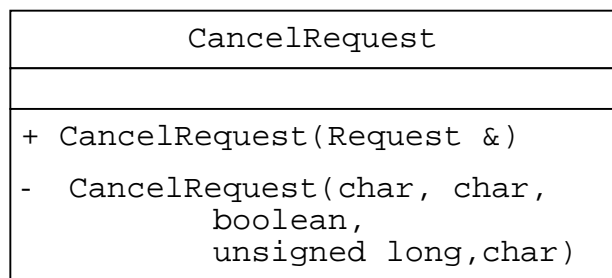 CancelRequest
+ CancelRequest(Request &)
- CancelRequest(char, char,
boolean,
unsigned long,char)